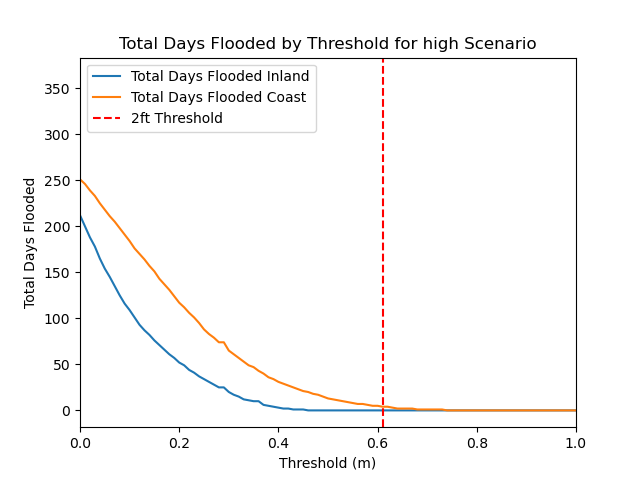 Total Days Flooded by Threshold for high Scenario
Total Days Flooded Inland
Total Days Flooded Coast
2ft Threshold
Total Days Flooded
350
300
250
200
150
100
50
0
0.0
0.2
0.4
0.6
0.8
1.0
Threshold (m)